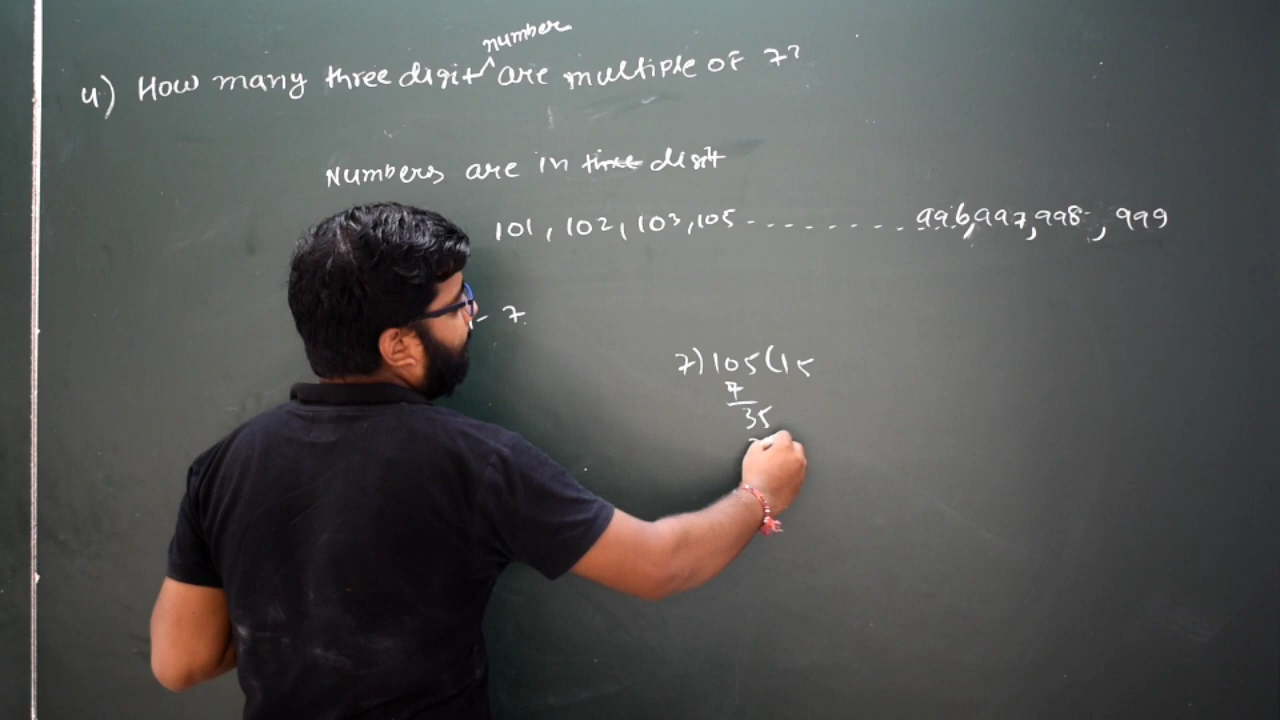 4) How many three digit ^ number are multiple of 7?
Numbers are in three digit
101, 102, 103, 105 - - - - - - - . . . 996, 997, 998, 999
- 7.
7) 105 ( 15
7
35